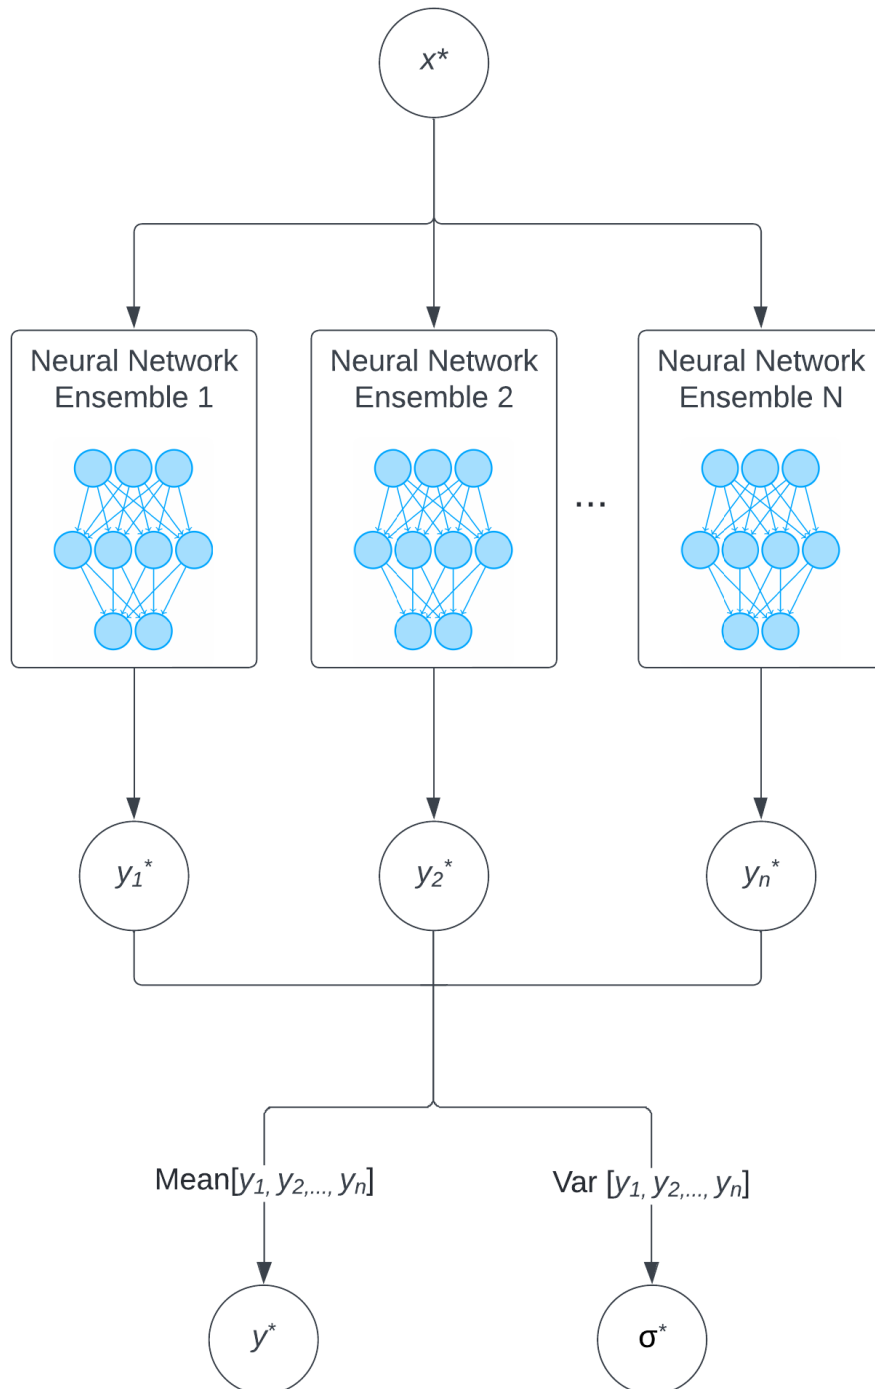 x*
Neural Network
Ensemble 1
Neural Network
Ensemble 2
Neural Network
Ensemble N
...
y₁*
y₂*
yₙ*
Mean[y₁, y₂,..., yₙ]
Var [y₁, y₂,..., yₙ]
y*
σ*